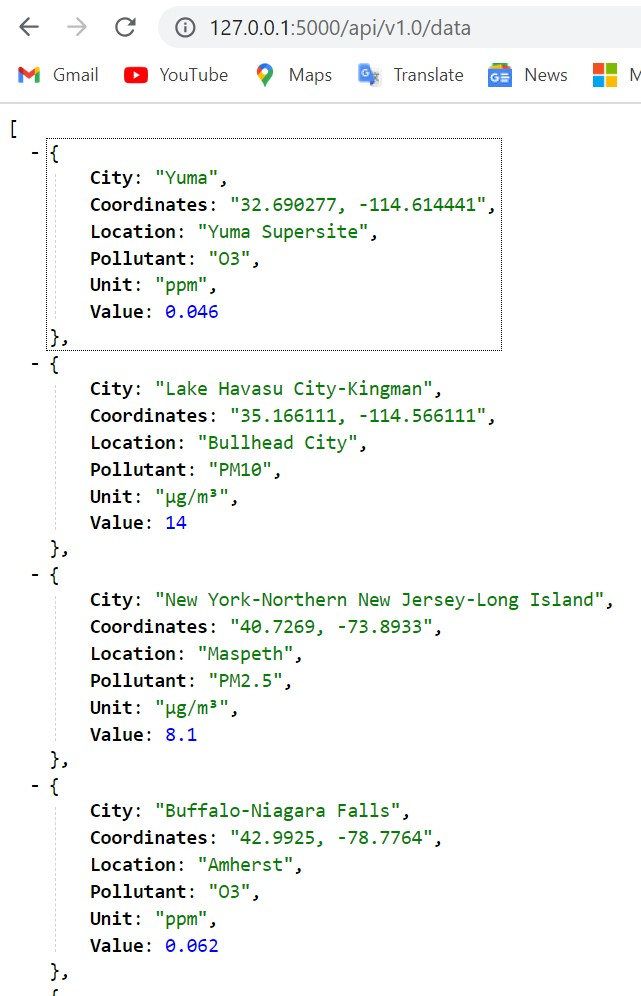 127.0.0.1:5000/api/v1.0/data
Gmail YouTube Maps Translate News M
[
- {
City: "Yuma",
Coordinates: "32.690277, -114.614441",
Location: "Yuma Supersite",
Pollutant: "O3",
Unit: "ppm",
Value: 0.046
},
- {
City: "Lake Havasu City-Kingman",
Coordinates: "35.166111, -114.566111",
Location: "Bullhead City",
Pollutant: "PM10",
Unit: "µg/m³",
Value: 14
},
- {
City: "New York-Northern New Jersey-Long Island",
Coordinates: "40.7269, -73.8933",
Location: "Maspeth",
Pollutant: "PM2.5",
Unit: "µg/m³",
Value: 8.1
},
- {
City: "Buffalo-Niagara Falls",
Coordinates: "42.9925, -78.7764",
Location: "Amherst",
Pollutant: "O3",
Unit: "ppm",
Value: 0.062
},